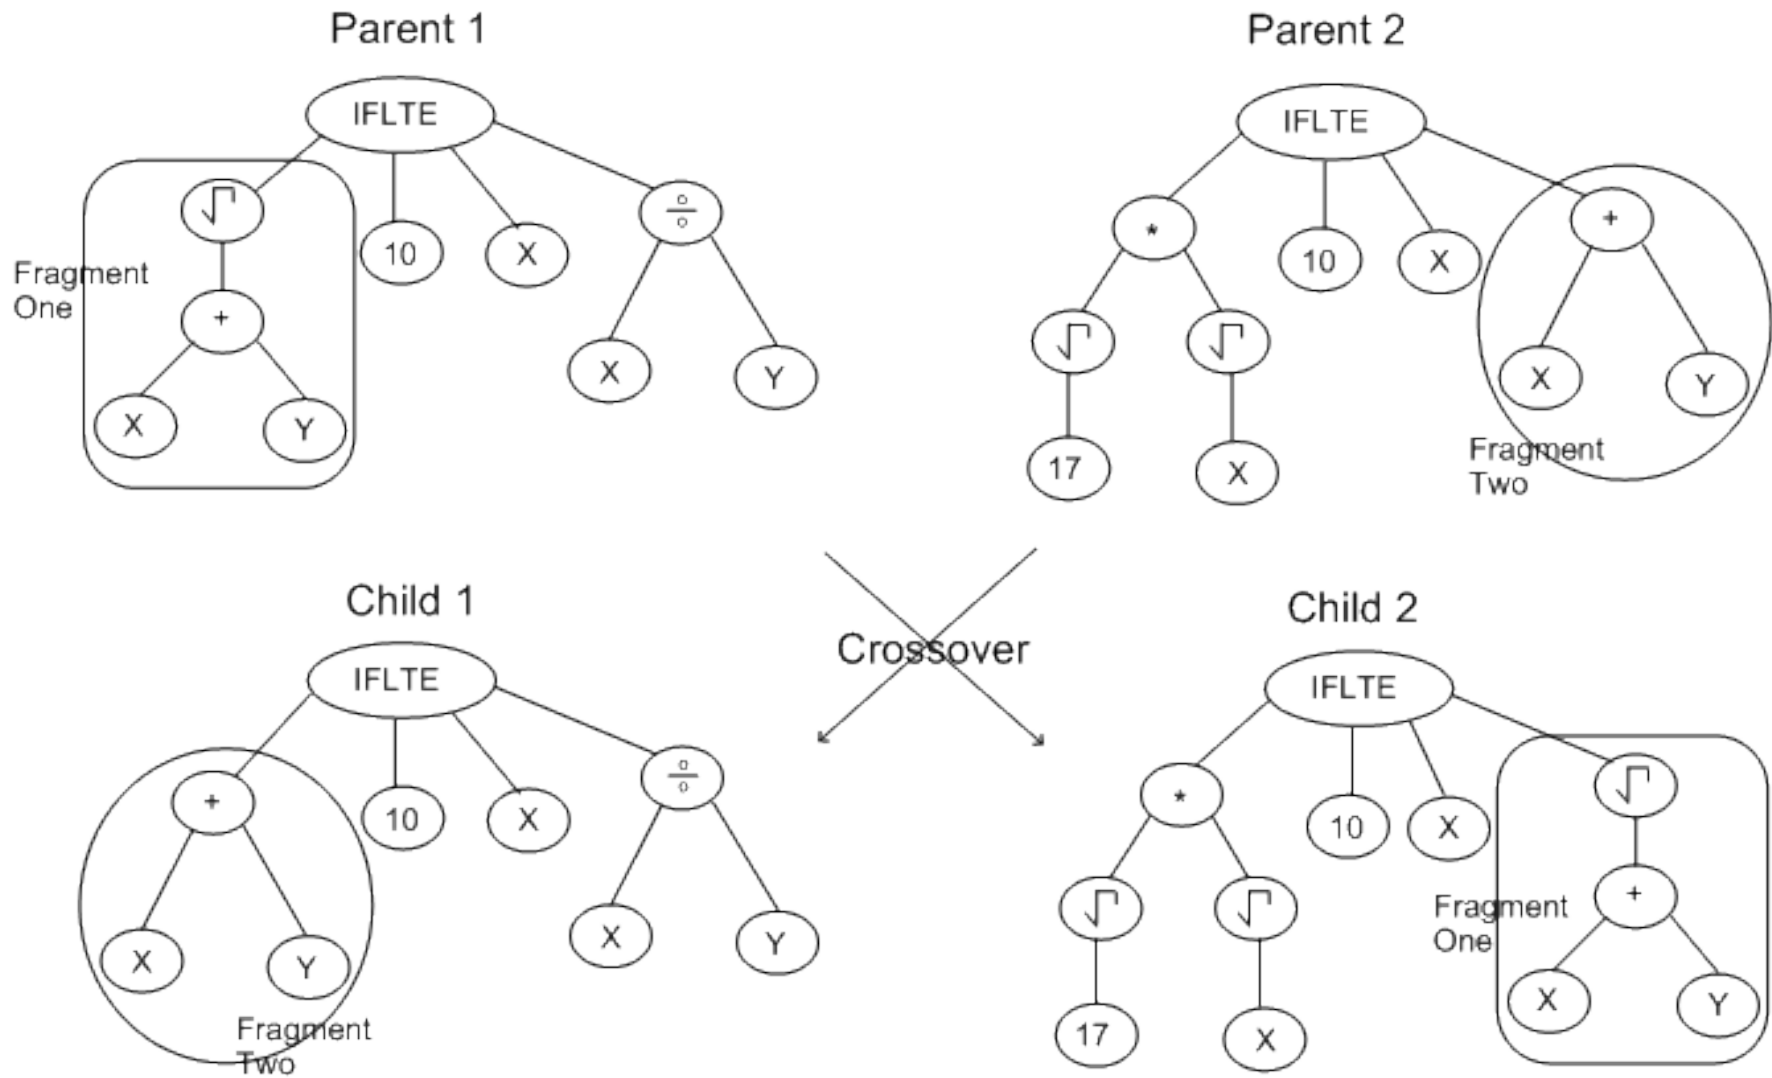 Parent 1
IFLTE
√
10
X
÷
Fragment
One
+
X
Y
X
Y
Parent 2
IFLTE
*
10
X
+
√
√
X
Y
17
X
Fragment
Two
Crossover
Child 1
IFLTE
+
10
X
÷
X
Y
X
Y
Fragment
Two
Child 2
IFLTE
*
10
X
√
√
√
+
Fragment
One
17
X
X
Y